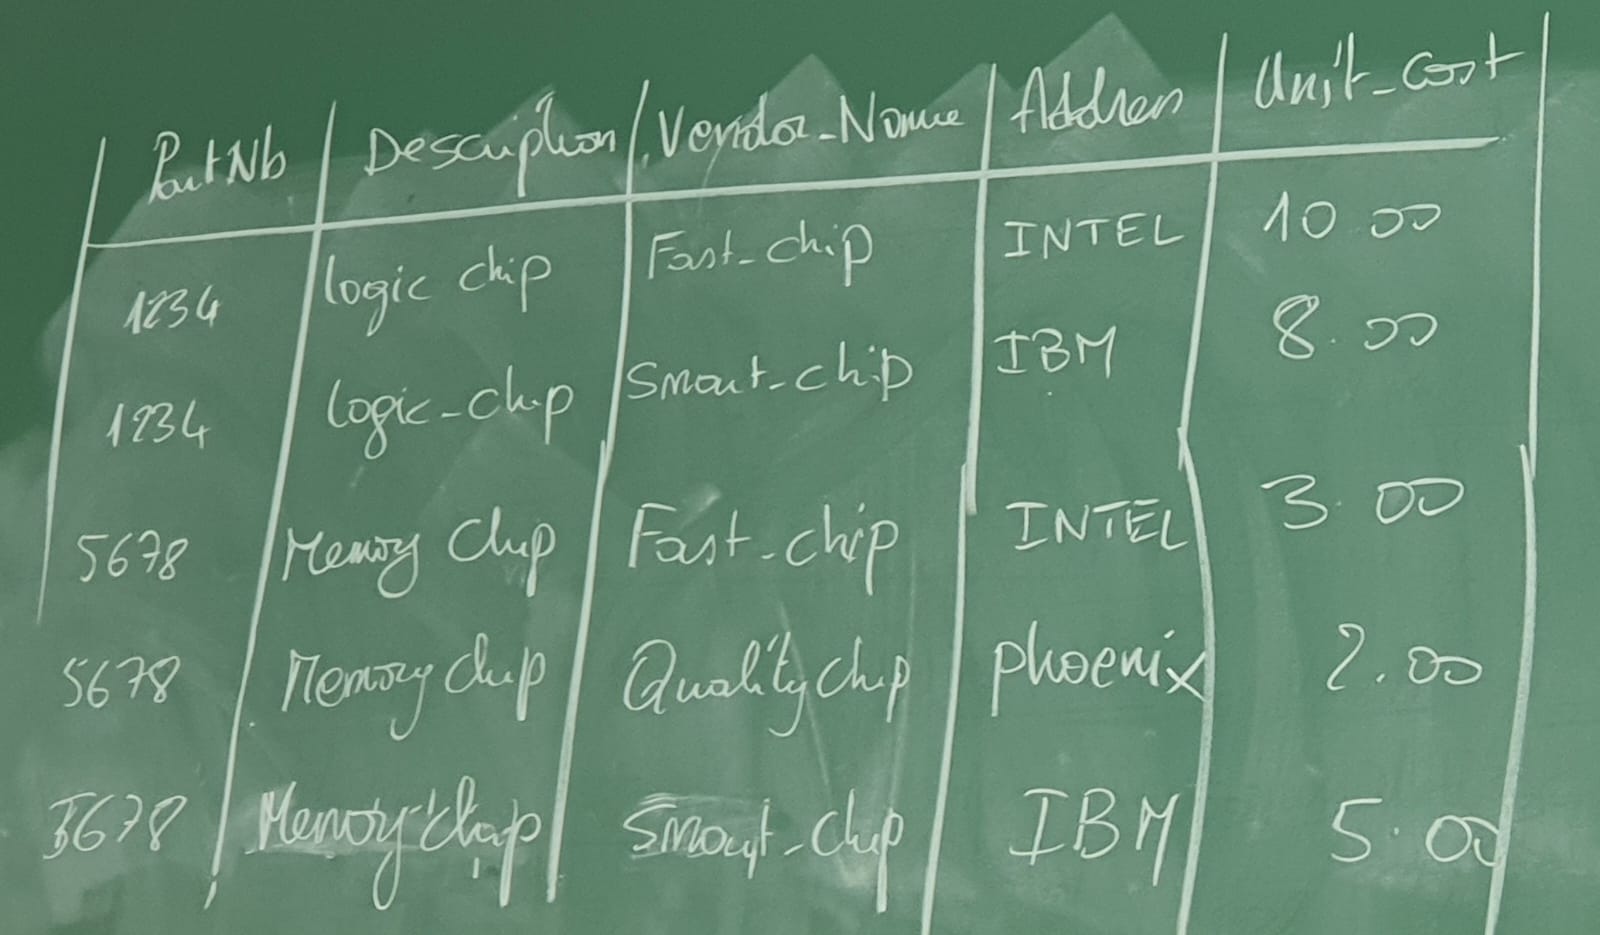 PartNb Description Vendor_Name Address Unit_Cost
1234 logic chip Fast_chip INTEL 10.00
1234 logic_chip Smart_chip IBM 8.00
5678 Memory Chip Fast_chip INTEL 3.00
5678 Memory Chip Quality Chip phoenix 2.00
5678 Memory chip Smart_Chip IBM 5.00